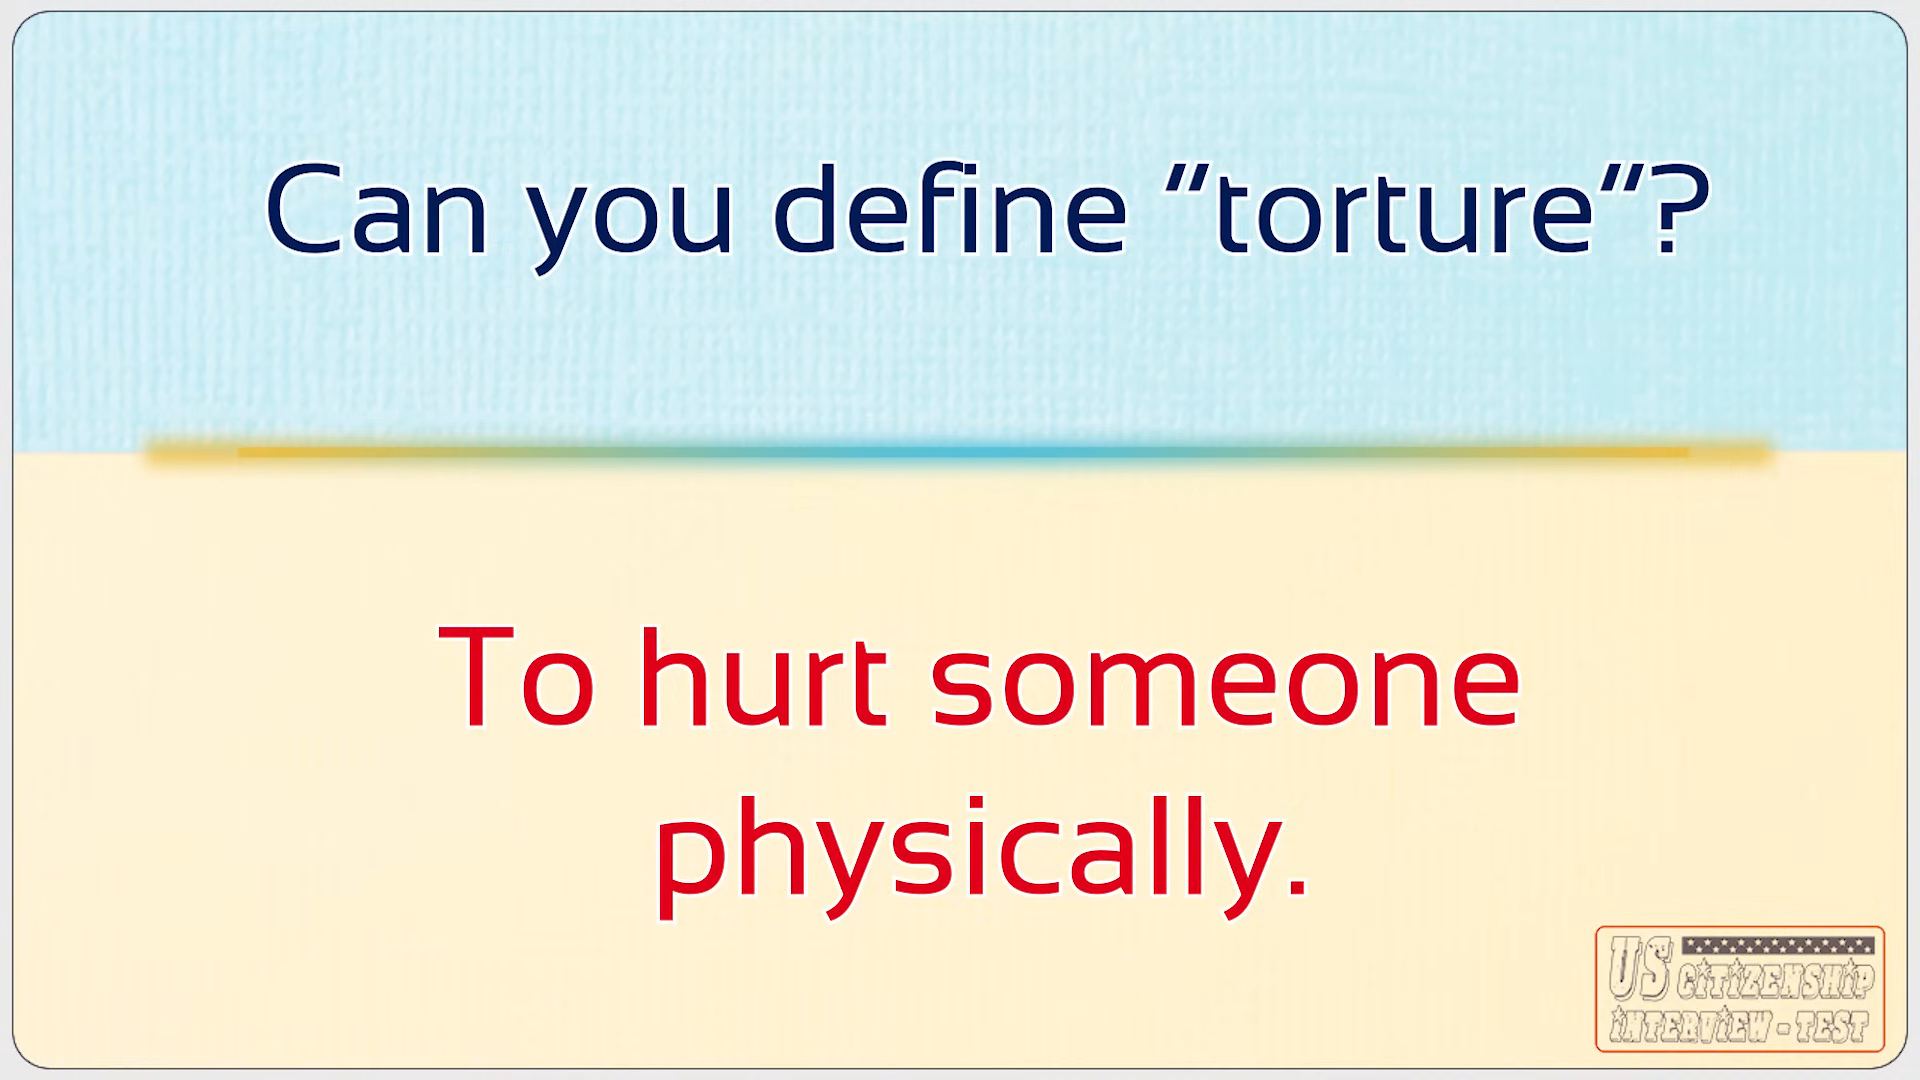 Can you define “torture”?
To hurt someone
physically.
US
CITIZENSHIP
INTERVIEW - TEST